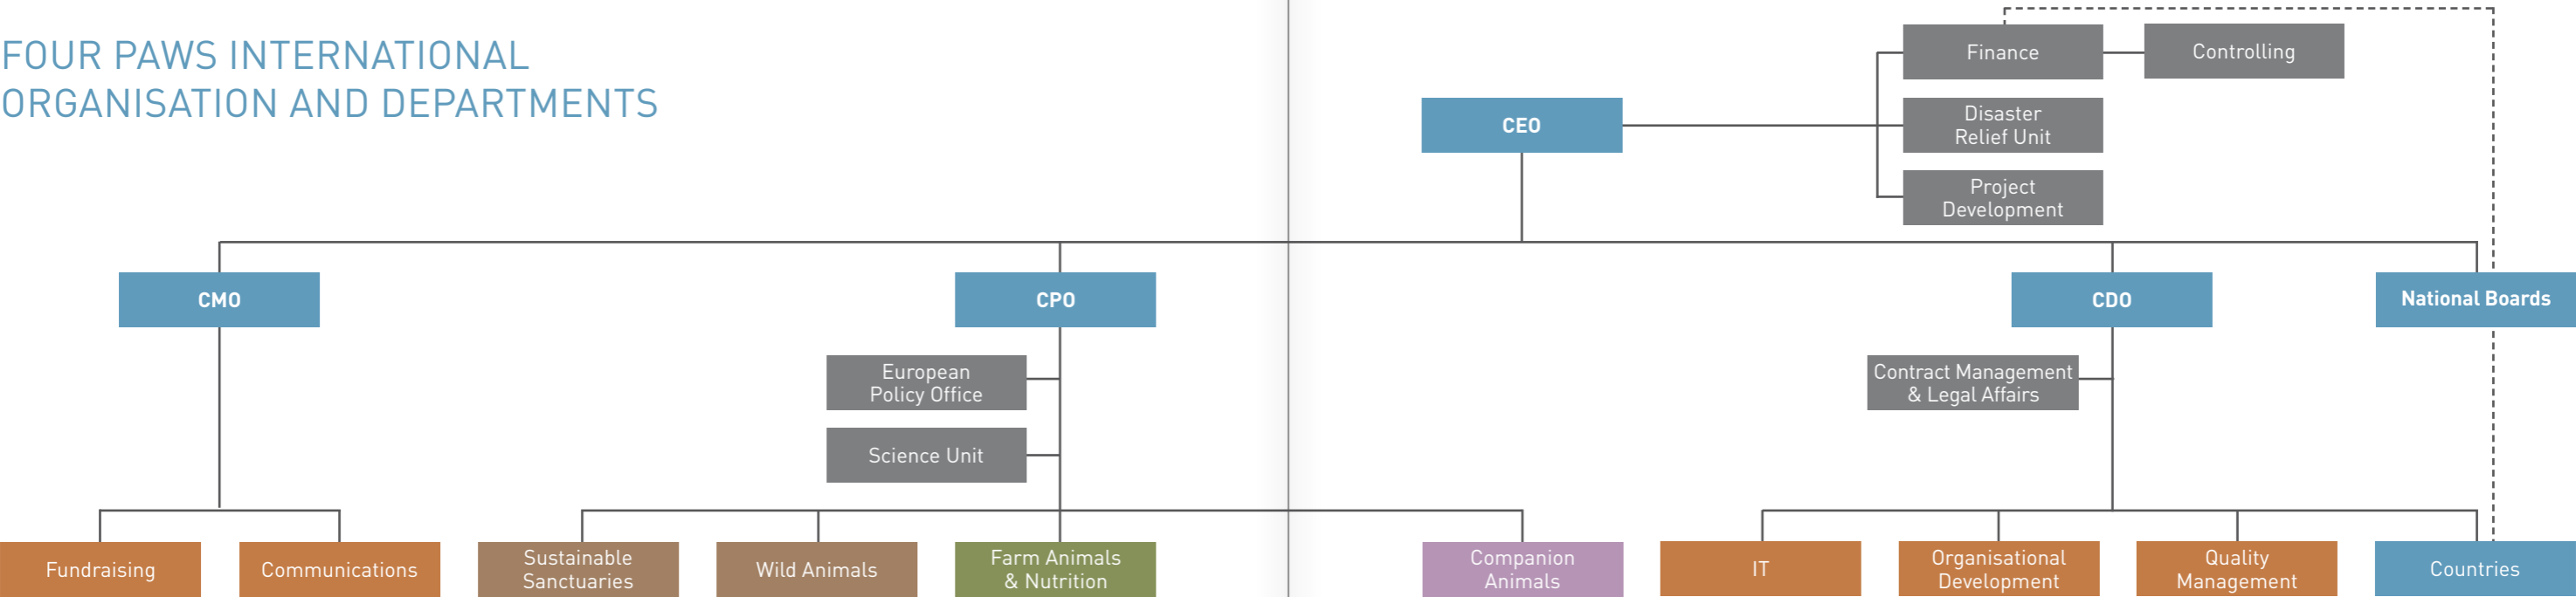 FOUR PAWS INTERNATIONAL
ORGANISATION AND DEPARTMENTS
Finance
Controlling
CEO
Disaster
Relief Unit
Project
Development
CMO
CPO
CDO
National Boards
European
Policy Office
Contract Management
& Legal Affairs
Science Unit
Fundraising
Communications
Sustainable
Sanctuaries
Wild Animals
Farm Animals
& Nutrition
Companion
Animals
IT
Organisational
Development
Quality
Management
Countries